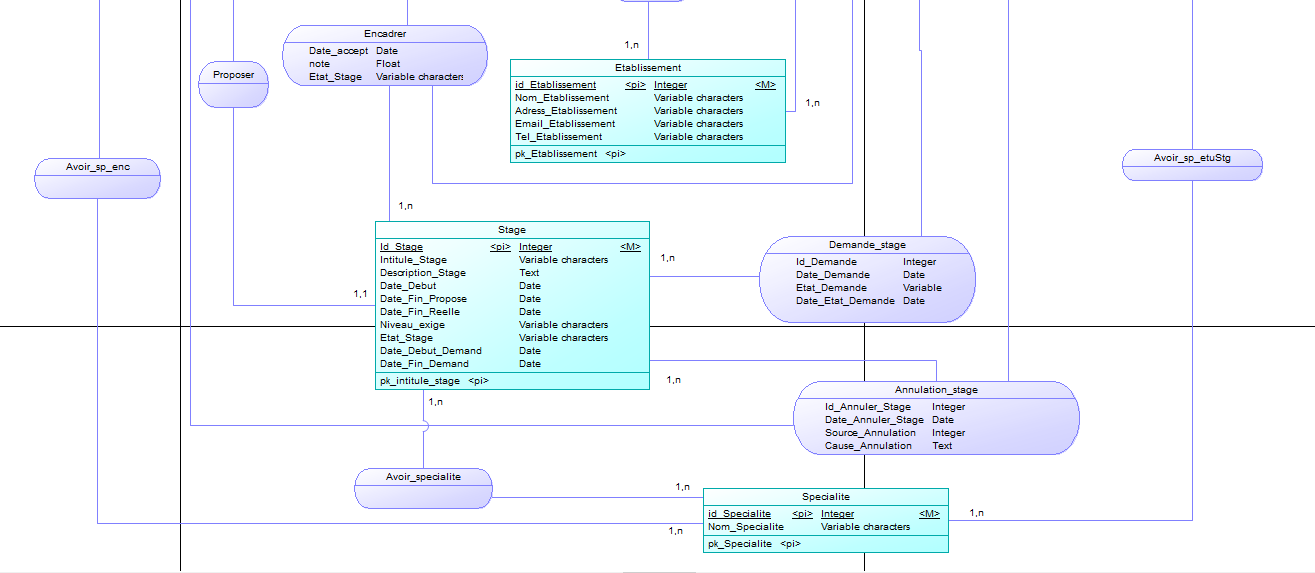 Encadrer
Date_accept Date
note Float
Etat_Stage Variable characters
Proposer
1,n
Etablissement
id_Etablissement <pi> Integer <M>
Nom_Etablissement Variable characters
Adress_Etablissement Variable characters
Email_Etablissement Variable characters
Tel_Etablissement Variable characters
pk_Etablissement <pi>
1,n
Avoir_sp_enc
Avoir_sp_etuStg
1,n
Stage
Id_Stage <pi> Integer <M>
Intitule_Stage Variable characters
Description_Stage Text
Date_Debut Date
Date_Fin_Propose Date
Date_Fin_Reelle Date
Niveau_exige Variable characters
Etat_Stage Variable characters
Date_Debut_Demand Date
Date_Fin_Demand Date
pk_intitule_stage <pi>
1,n
1,1
Demande_stage
Id_Demande Integer
Date_Demande Date
Etat_Demande Variable
Date_Etat_Demande Date
1,n
1,n
Annulation_stage
Id_Annuler_Stage Integer
Date_Annuler_Stage Date
Source_Annulation Integer
Cause_Annulation Text
Avoir_specialite
1,n
Specialite
id_Specialite <pi> Integer <M>
Nom_Specialite Variable characters
pk_Specialite <pi>
1,n
1,n